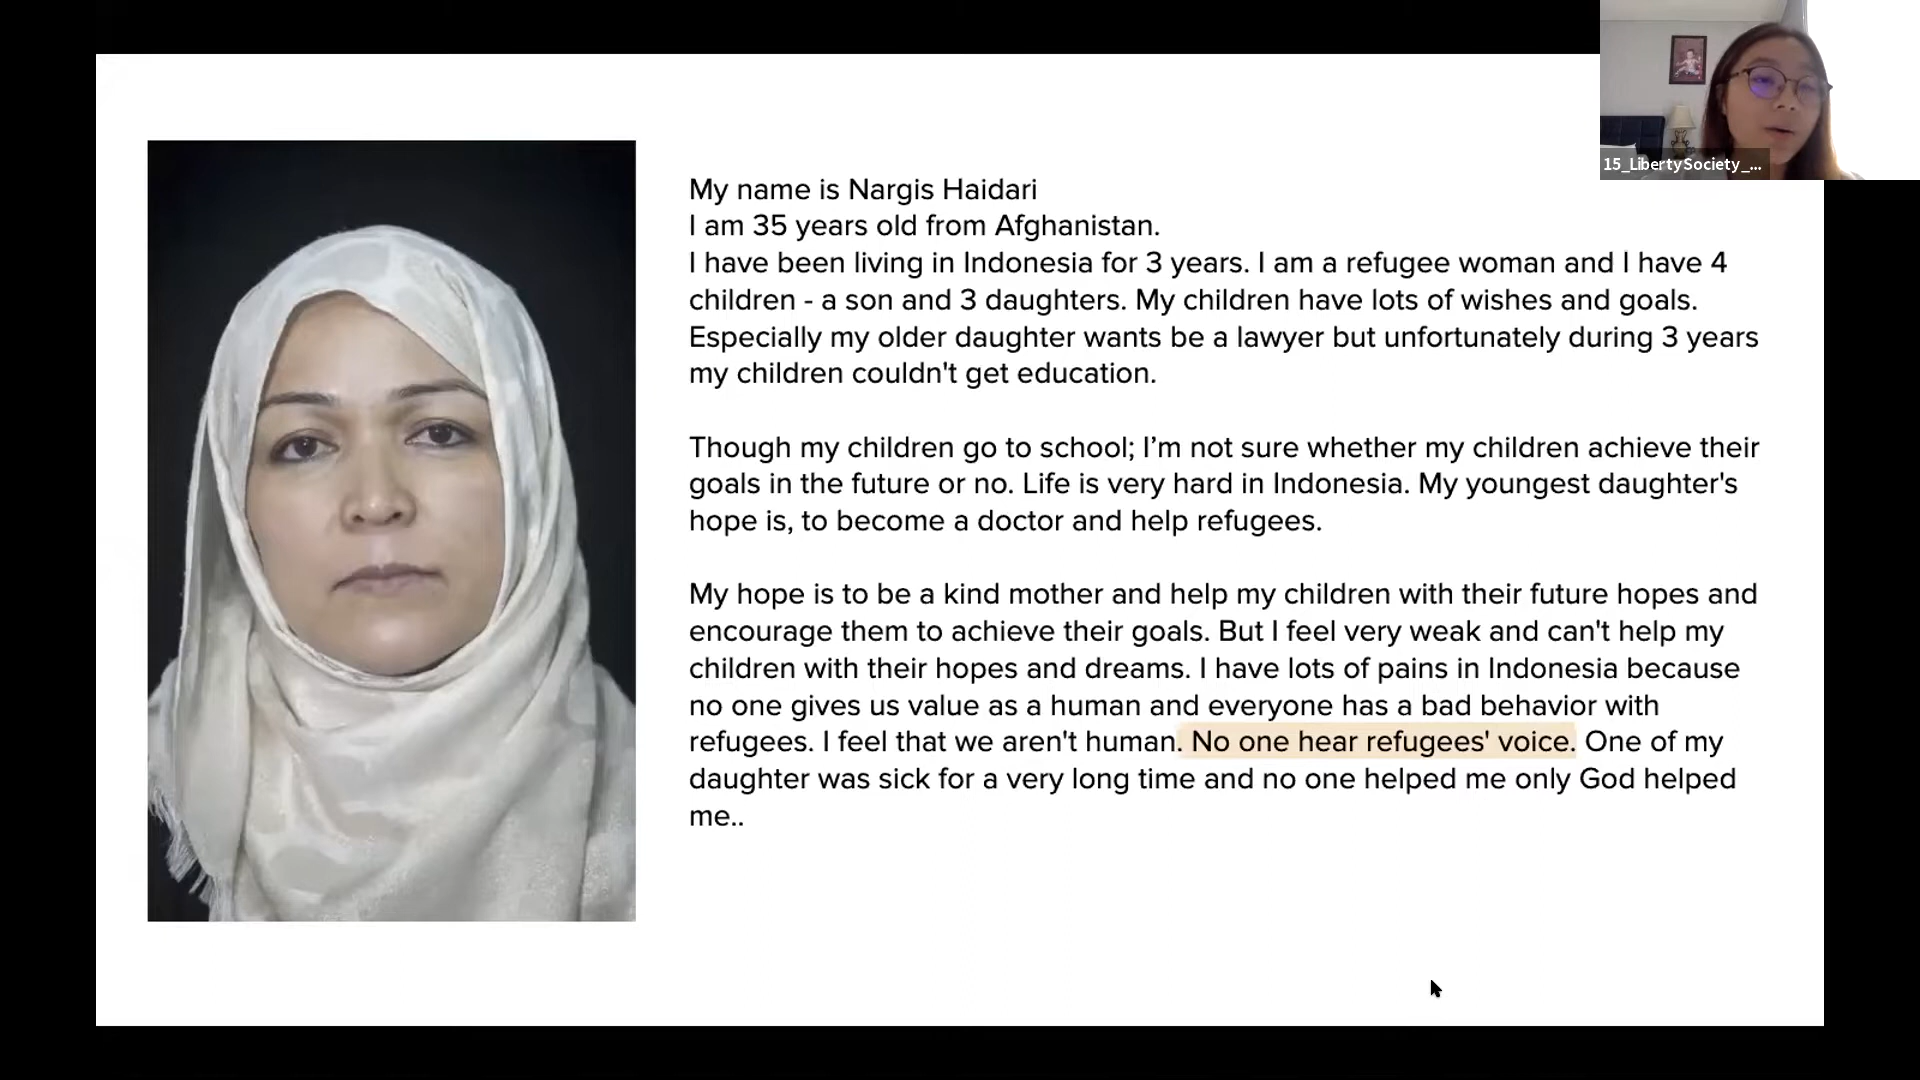 15_LibertySociety_...
My name is Nargis Haidari
I am 35 years old from Afghanistan.
I have been living in Indonesia for 3 years. I am a refugee woman and I have 4
children - a son and 3 daughters. My children have lots of wishes and goals.
Especially my older daughter wants be a lawyer but unfortunately during 3 years
my children couldn't get education.
Though my children go to school; I’m not sure whether my children achieve their
goals in the future or no. Life is very hard in Indonesia. My youngest daughter's
hope is, to become a doctor and help refugees.
My hope is to be a kind mother and help my children with their future hopes and
encourage them to achieve their goals. But I feel very weak and can't help my
children with their hopes and dreams. I have lots of pains in Indonesia because
no one gives us value as a human and everyone has a bad behavior with
refugees. I feel that we aren't human. No one hear refugees' voice. One of my
daughter was sick for a very long time and no one helped me only God helped
me..